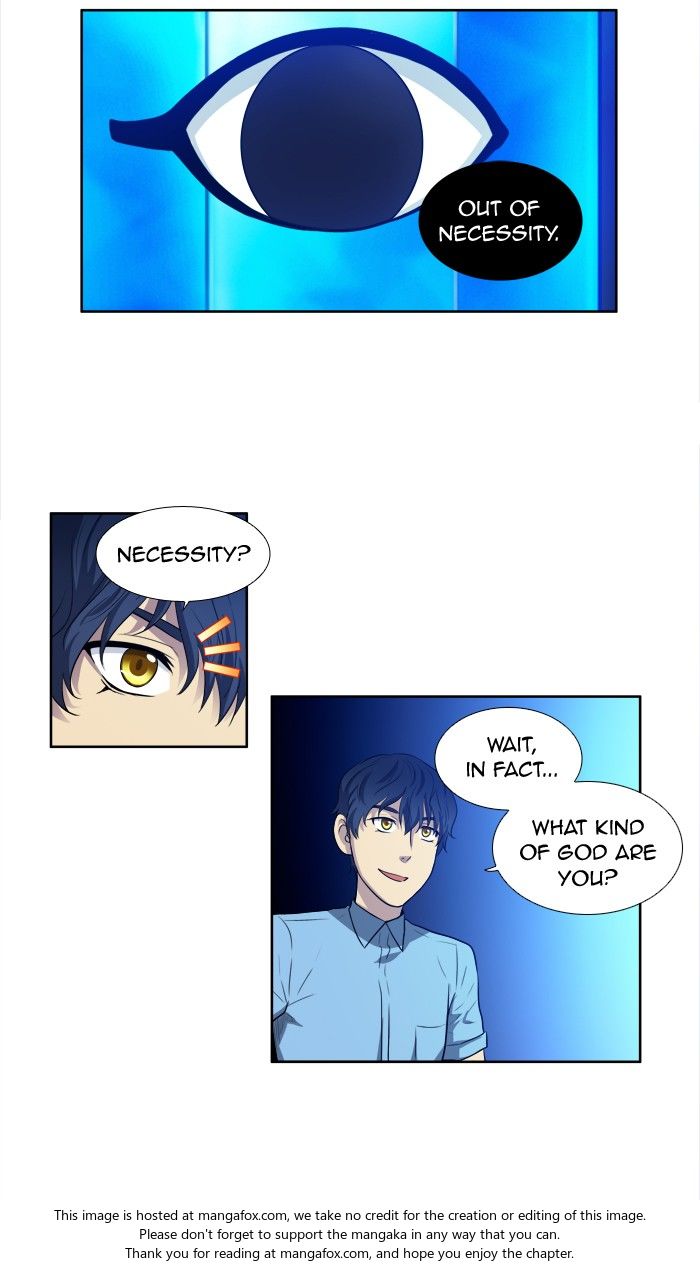 OUT OF
NECESSITY.
NECESSITY?
WAIT,
IN FACT...
WHAT KIND
OF GOD ARE
YOU?
This image is hosted at mangafox.com, we take no credit for the creation or editing of this image.
Please don't forget to support the mangaka in any way that you can.
Thank you for reading at mangafox.com, and hope you enjoy the chapter.